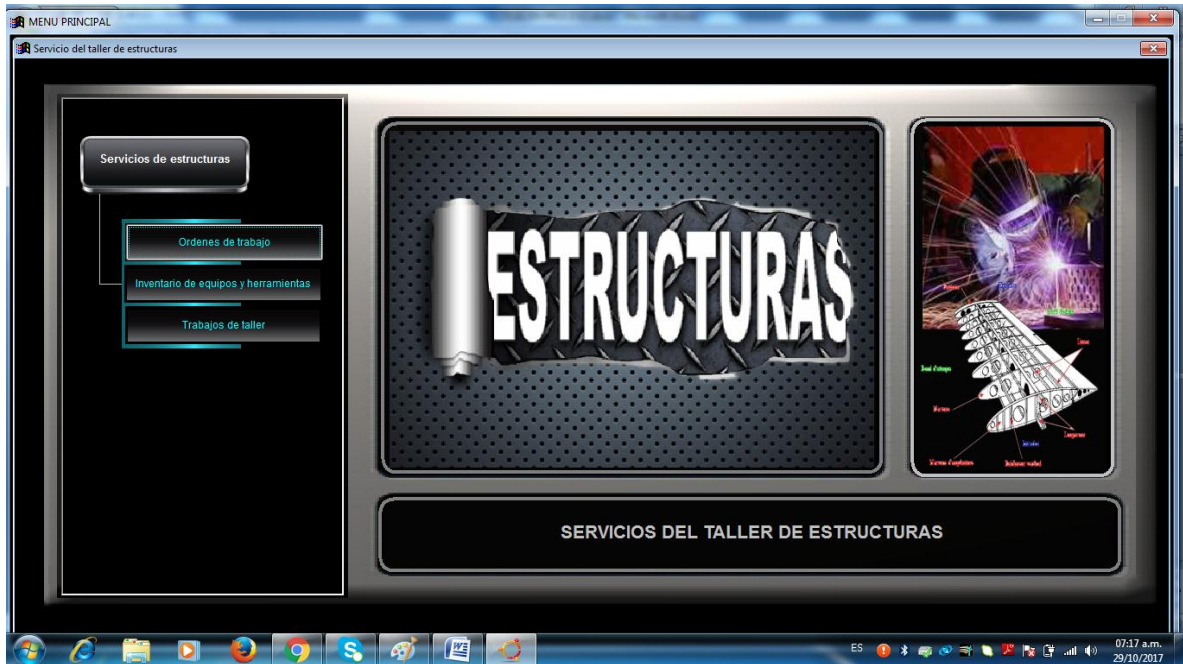 MENU PRINCIPAL
Servicio del taller de estructuras
Servicios de estructuras
Ordenes de trabajo
Inventario de equipos y herramientas
Trabajos de taller
ESTRUCTURAS
SERVICIOS DEL TALLER DE ESTRUCTURAS
ES
07:17 a.m.
29/10/2017